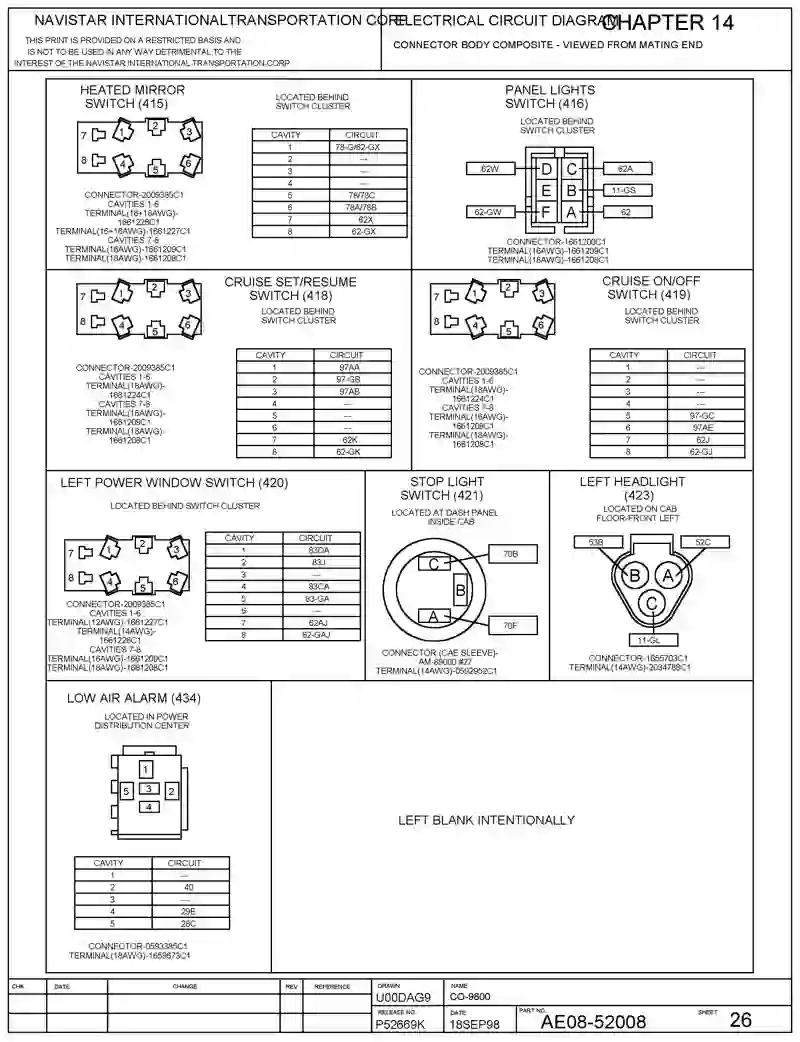 NAVISTAR INTERNATIONALTRANSPORTATION CORP
ELECTRICAL CIRCUIT DIAGRAM
CHAPTER 14
THIS PRINT IS PROVIDED ON A RESTRICTED BASIS AND
IS NOT TO BE USED IN ANY WAY DETRIMENTAL TO THE
INTEREST OF THE NAVISTAR INTERNATIONAL TRANSPORTATION.CORP
CONNECTOR BODY COMPOSITE - VIEWED FROM MATING END
HEATED MIRROR
SWITCH (415)
LOCATED BEHIND
SWITCH CLUSTER
7 1 2 3
8 4 5 6
CAVITY CIRCUIT
1 78-G/62-GX
2 ---
3 ---
4 ---
5 78/78C
6 78A/78B
7 62X
8 62-GX
CONNECTOR-2009385C1
CAVITIES 1-6
TERMINAL(16+18AWG)-
TERMINAL(16+16AWG)-1661227C1
CAVITIES 7-8
TERMINAL(16AWG)-1661209C1
TERMINAL(18AWG)-1661208C1
PANEL LIGHTS
SWITCH (416)
LOCATED BEHIND
SWITCH CLUSTER
62W D C 62A
E B 11-GS
62-GW F A 62
CONNECTOR-1661200C1
TERMINAL(16AWG)-1661209C1
TERMINAL(18AWG)-1661208C1
CRUISE SET/RESUME
SWITCH (418)
LOCATED BEHIND
SWITCH CLUSTER
7 1 2 3
8 4 5 6
CAVITY CIRCUIT
1 97AA
2 97-GB
3 97AB
4 ---
5 ---
6 ---
7 62K
8 62-GK
CONNECTOR-2009385C1
CAVITIES 1-6
TERMINAL(18AWG)-
1661224C1
CAVITIES 7-8
TERMINAL(16AWG)-
1661209C1
TERMINAL(18AWG)-
1661208C1
CRUISE ON/OFF
SWITCH (419)
LOCATED BEHIND
SWITCH CLUSTER
7 1 2 3
8 4 5 6
CAVITY CIRCUIT
1 ---
2 ---
3 ---
4 ---
5 97-GC
6 97AE
7 62J
8 62-GJ
CONNECTOR-2009385C1
CAVITIES 1-6
TERMINAL(18AWG)-
1661224C1
CAVITIES 7-8
TERMINAL(16AWG)-
1661209C1
TERMINAL(18AWG)-
1661208C1
LEFT POWER WINDOW SWITCH (420)
LOCATED BEHIND SWITCH CLUSTER
7 1 2 3
8 4 5 6
CAVITY CIRCUIT
1 83DA
2 83J
3 ---
4 83CA
5 83-GA
6 ---
7 62AJ
8 62-GAJ
CONNECTOR-2009385C1
CAVITIES 1-6
TERMINAL(12AWG)-1661227C1
TERMINAL(14AWG)-
CAVITIES 7-8
TERMINAL(16AWG)-1661209C1
TERMINAL(18AWG)-1661208C1
STOP LIGHT
SWITCH (421)
LOCATED AT DASH PANEL
INSIDE CAB
C 70B
B
A 70F
CONNECTOR (CAE SLEEVE)-
AM-89000 #27
TERMINAL(14AWG)-0592952C1
LEFT HEADLIGHT
(423)
LOCATED ON CAB
FLOOR-FRONT LEFT
53B 52C
B A
C
11-GL
CONNECTOR-1655703C1
TERMINAL(14AWG)-2034789C1
LOW AIR ALARM (434)
LOCATED IN POWER
DISTRIBUTION CENTER
1
5 3 2
4
CAVITY CIRCUIT
1 ---
2 40
3 ---
4 29E
5 28C
CONNECTOR-0593385C1
TERMINAL(18AWG)-1659673C1
LEFT BLANK INTENTIONALLY
CHK DATE CHANGE REV REFERENCE
DRAWN
U00DAG9
NAME
CO-9800
RELEASE NO.
P52669K
DATE
18SEP98
PART NO.
AE08-52008
SHEET 26